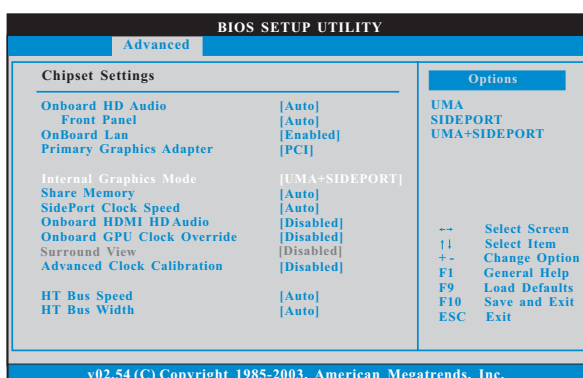 BIOS SETUP UTILITY
Advanced
Chipset Settings
Onboard HD Audio [Auto]
Front Panel [Auto]
OnBoard Lan [Enabled]
Primary Graphics Adapter [PCI]
Internal Graphics Mode [UMA+SIDEPORT]
Share Memory [Auto]
SidePort Clock Speed [Auto]
Onboard HDMI HD Audio [Disabled]
Onboard GPU Clock Override [Disabled]
Surround View [Disabled]
Advanced Clock Calibration [Disabled]
HT Bus Speed [Auto]
HT Bus Width [Auto]
Options
UMA
SIDEPORT
UMA+SIDEPORT
←→ Select Screen
↑↓ Select Item
+ - Change Option
F1 General Help
F9 Load Defaults
F10 Save and Exit
ESC Exit
v02.54 (C) Copyright 1985-2003, American Megatrends, Inc.